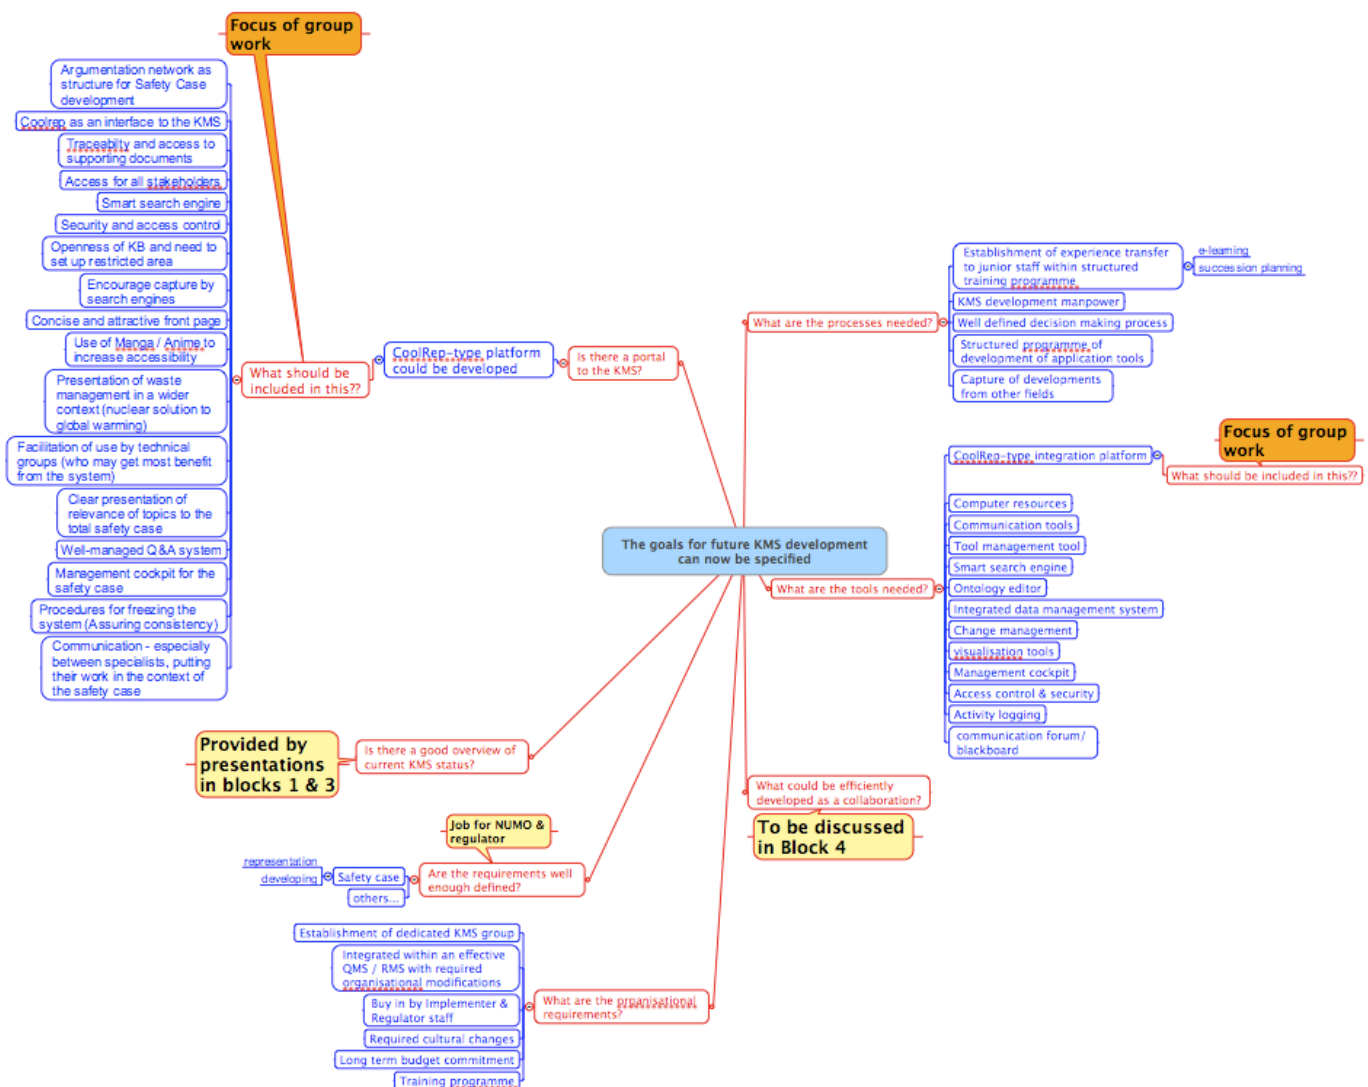 Focus of group
work
Argumentation network as
structure for Safety Case
development
Coolrep as an interface to the KMS
Traceabilty and access to
supporting documents
Access for all stakeholders
Smart search engine
Security and access control
Openness of KB and need to
set up restricted area
Encourage capture by
search engines
Concise and attractive front page
Use of Manga / Anime to
increase accessibility
Presentation of waste
management in a wider
context (nuclear solution to
global warming)
Facilitation of use by technical
groups (who may get most benefit
from the system)
Clear presentation of
relevance of topics to the
total safety case
Well-managed Q&A system
Management cockpit for the
safety case
Procedures for freezing the
system (Assuring consistency)
Communication - especially
between specialists, putting
their work in the context of
the safety case
What should be
included in this??
CoolRep-type platform
could be developed
Is there a portal
to the KMS?
What are the processes needed?
Establishment of experience transfer
to junior staff within structured
training programme
e-learning
succession planning
KMS development manpower
Well defined decision making process
Structured programme of
development of application tools
Capture of developments
from other fields
Focus of group
work
CoolRep-type integration platform
What should be included in this??
Computer resources
Communication tools
Tool management tool
Smart search engine
Ontology editor
Integrated data management system
Change management
visualisation tools
Management cockpit
Access control & security
Activity logging
communication forum/
blackboard
What are the tools needed?
The goals for future KMS development
can now be specified
Provided by
presentations
in blocks 1 & 3
Is there a good overview of
current KMS status?
What could be efficiently
developed as a collaboration?
To be discussed
in Block 4
Job for NUMO &
regulator
Are the requirements well
enough defined?
representation
developing
Safety case
others...
Establishment of dedicated KMS group
Integrated within an effective
QMS / RMS with required
organisational modifications
Buy in by Implementer &
Regulator staff
Required cultural changes
Long term budget commitment
Training programme
What are the prganisational
requirements?